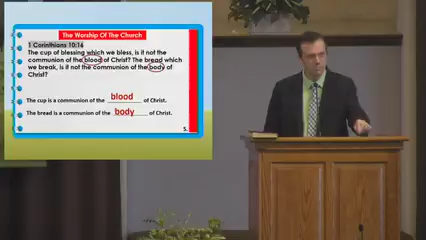 The Worship Of The Church
1 Corinthians 10:16
The cup of blessing which we bless, is it not the
communion of the blood of Christ? The bread which
we break, is it not the communion of the body of
Christ?
The cup is a communion of the blood of Christ.
The bread is a communion of the body of Christ.
5.